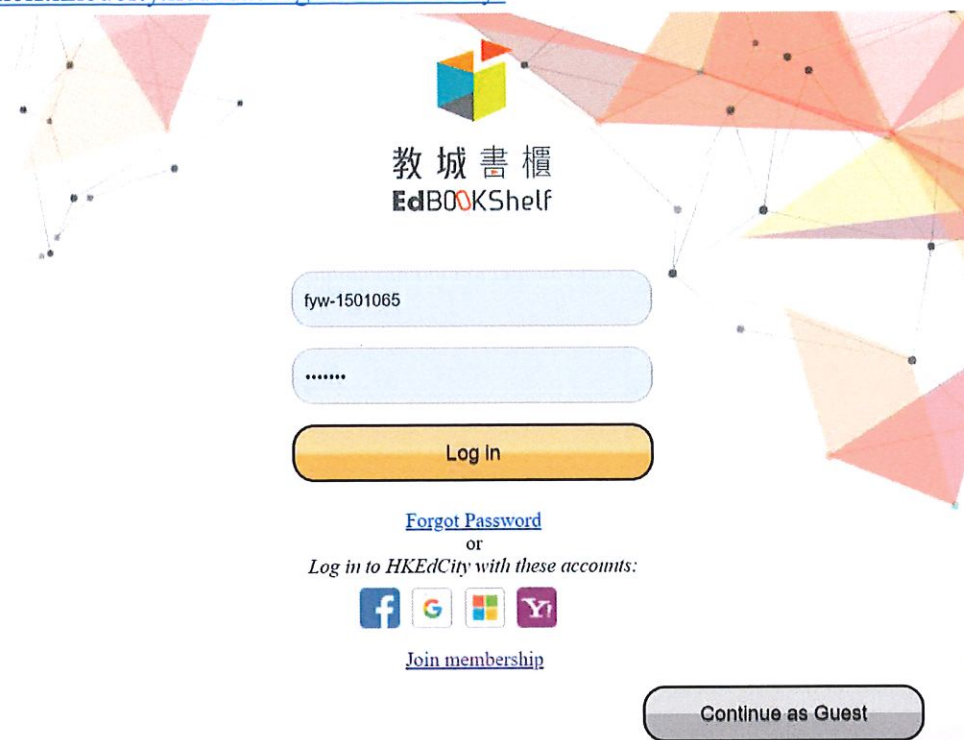 教城書櫃
EdBOOKShelf
fyw-1501065
•••••••
Log in
Forgot Password
or
Log in to HKEdCity with these accounts:
Join membership
Continue as Guest